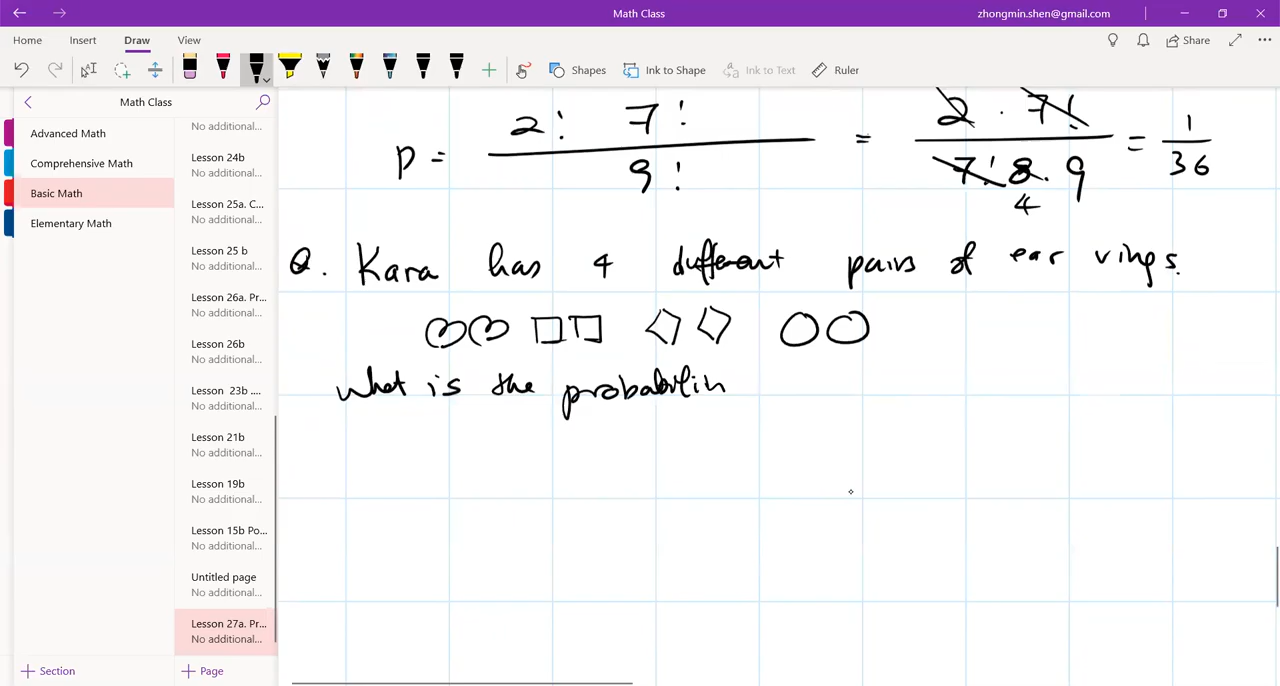 Math Class
zhongmin.shen@gmail.com
Home Insert Draw View
Share
Shapes Ink to Shape Ink to Text Ruler
Math Class
Advanced Math
Comprehensive Math
Basic Math
Elementary Math
No additional...
Lesson 24b
No additional...
Lesson 25a. C...
No additional...
Lesson 25 b
No additional...
Lesson 26a. Pr...
No additional...
Lesson 26b
No additional...
Lesson 23b ....
No additional...
Lesson 21b
No additional...
Lesson 19b
No additional...
Lesson 15b Po...
No additional...
Untitled page
No additional...
Lesson 27a. Pr...
No additional...
Section
Page
2! 7! 2 · 7! 1
P = = =
9! 7! 8 · 9 36
4
Q. Kara has 4 different pairs of ear rings.
what is the probabilin